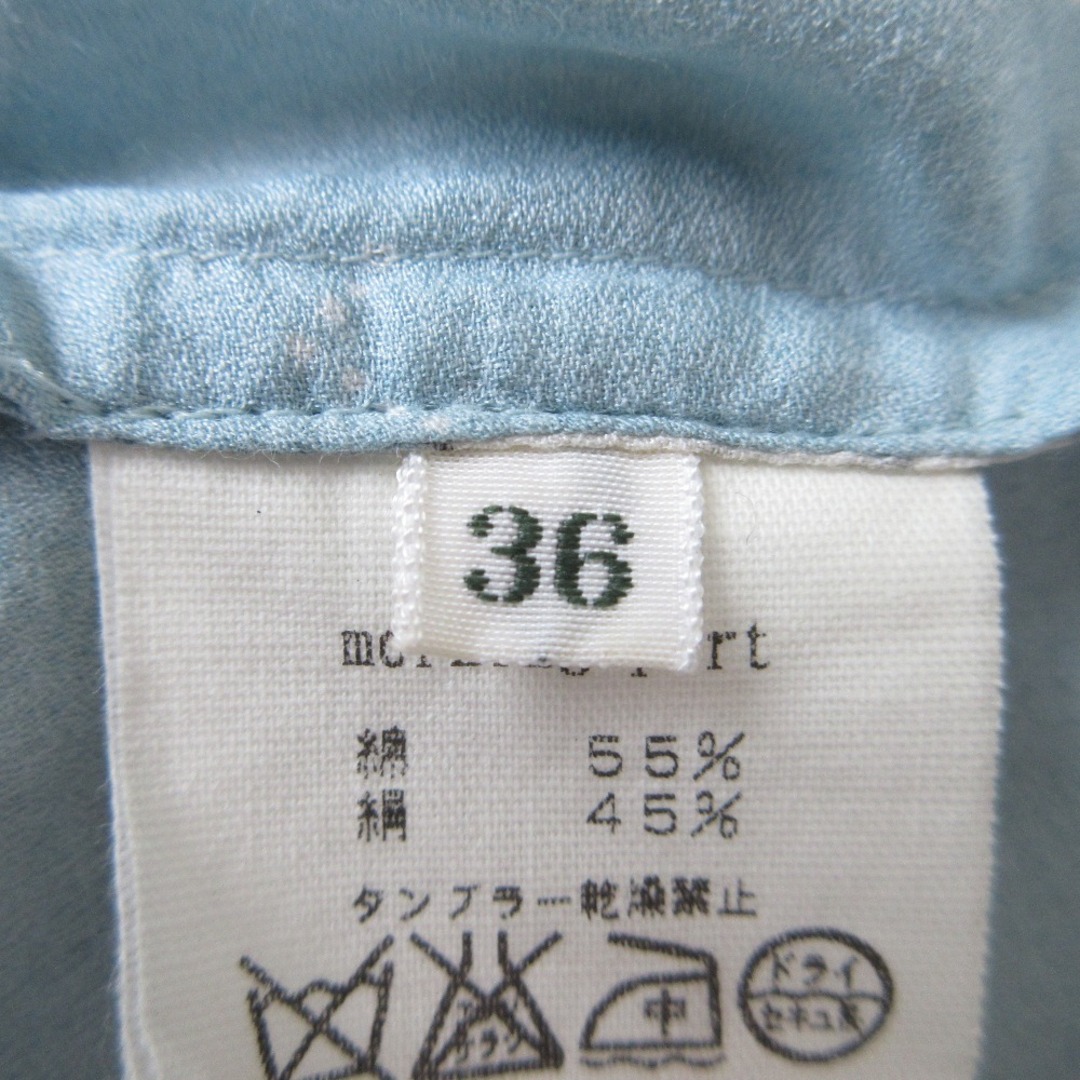 36
綿 55%
絹 45%
タンブラー乾燥禁止
中
ドライ
セキユ系